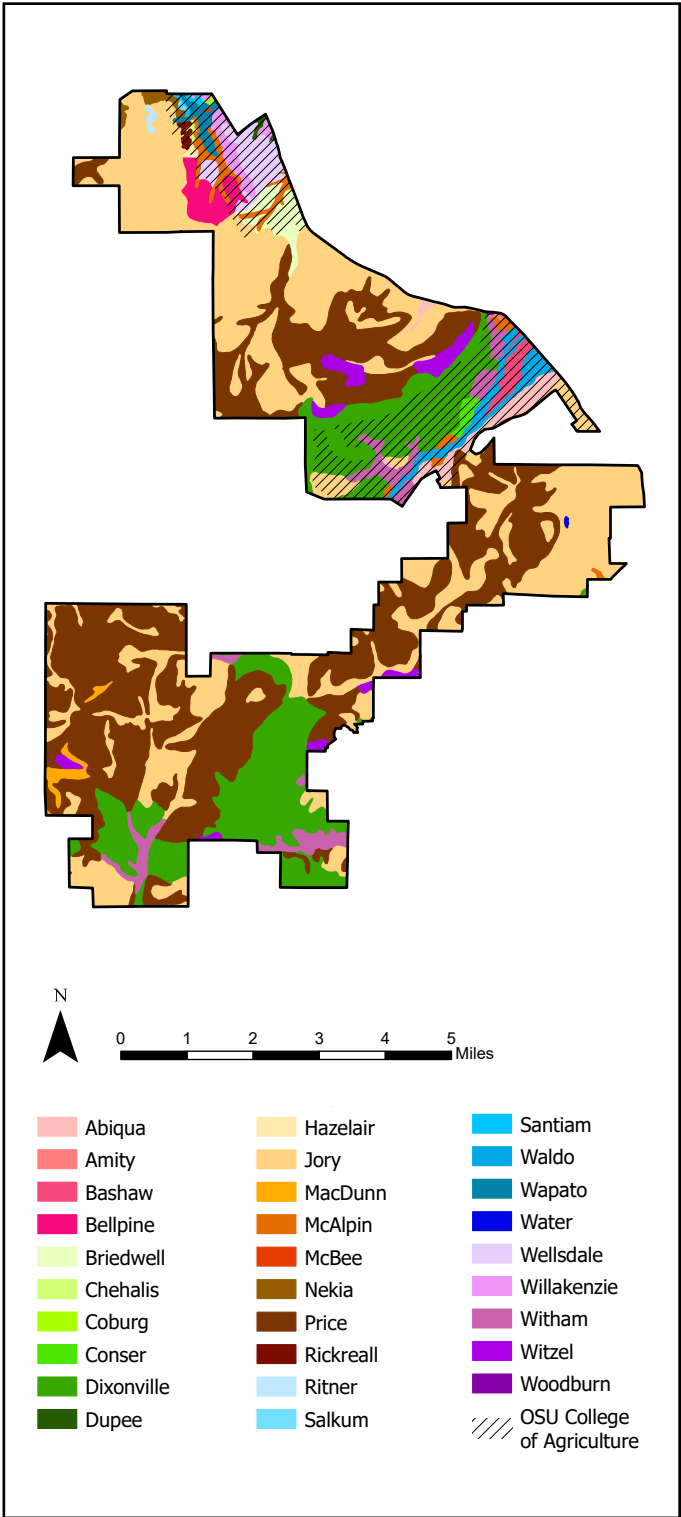 N
0 1 2 3 4 5
Miles
Abiqua
Amity
Bashaw
Bellpine
Briedwell
Chehalis
Coburg
Conser
Dixonville
Dupee
Hazelair
Jory
MacDunn
McAlpin
McBee
Nekia
Price
Rickreall
Ritner
Salkum
Santiam
Waldo
Wapato
Water
Wellsdale
Willakenzie
Witham
Witzel
Woodburn
OSU College
of Agriculture